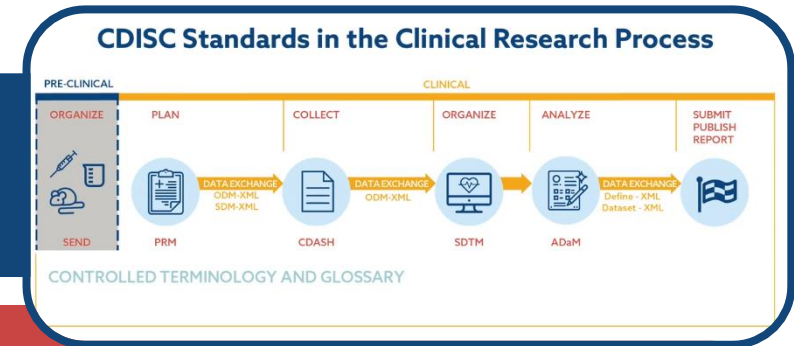 CDISC Standards in the Clinical Research Process
PRE-CLINICAL
CLINICAL
ORGANIZE
PLAN
COLLECT
ORGANIZE
ANALYZE
SUBMIT
PUBLISH
REPORT
DATA EXCHANGE
ODM-XML
SDM-XML
DATA EXCHANGE
ODM-XML
DATA EXCHANGE
Define - XML
Dataset - XML
SEND
PRM
CDASH
SDTM
ADaM
CONTROLLED TERMINOLOGY AND GLOSSARY